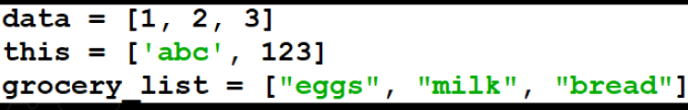 data = [1, 2, 3]
this = ['abc', 123]
grocery_list = ["eggs", "milk", "bread"]